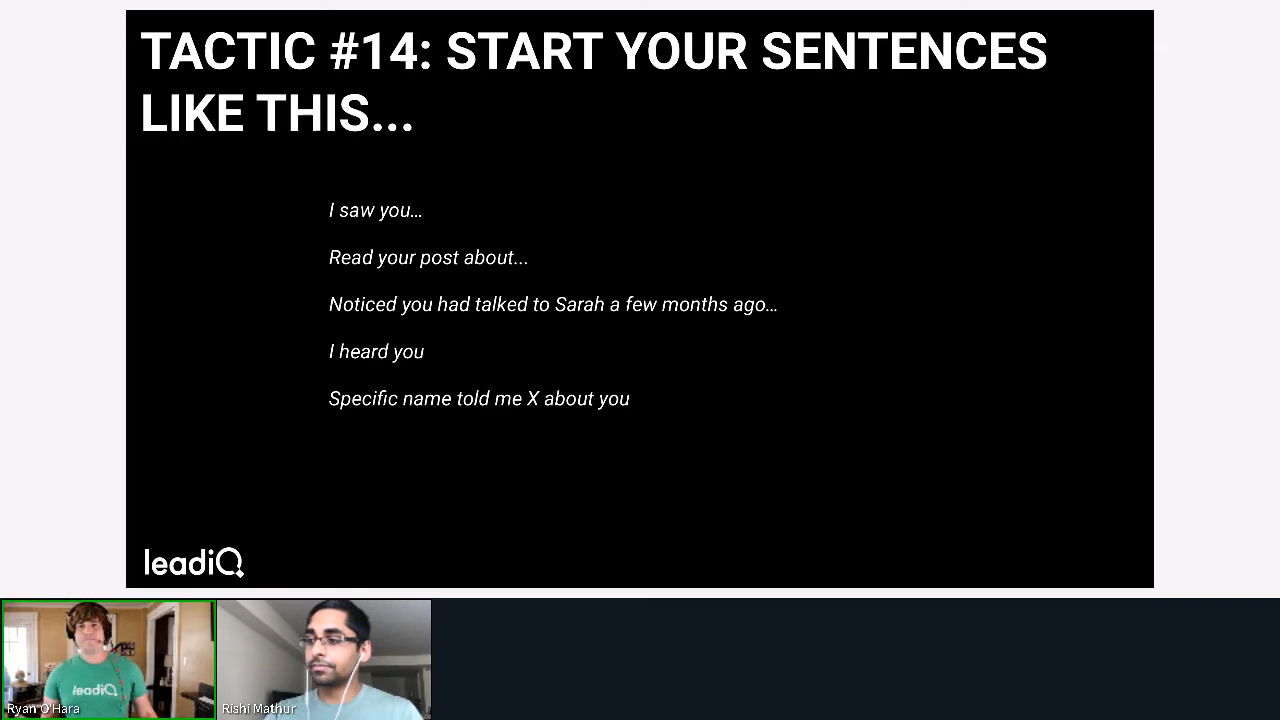 TACTIC #14: START YOUR SENTENCES
LIKE THIS...
I saw you...
Read your post about...
Noticed you had talked to Sarah a few months ago...
I heard you
Specific name told me X about you
leadiQ
leadiQ
Ryan O'Hara
Rishi Mathur